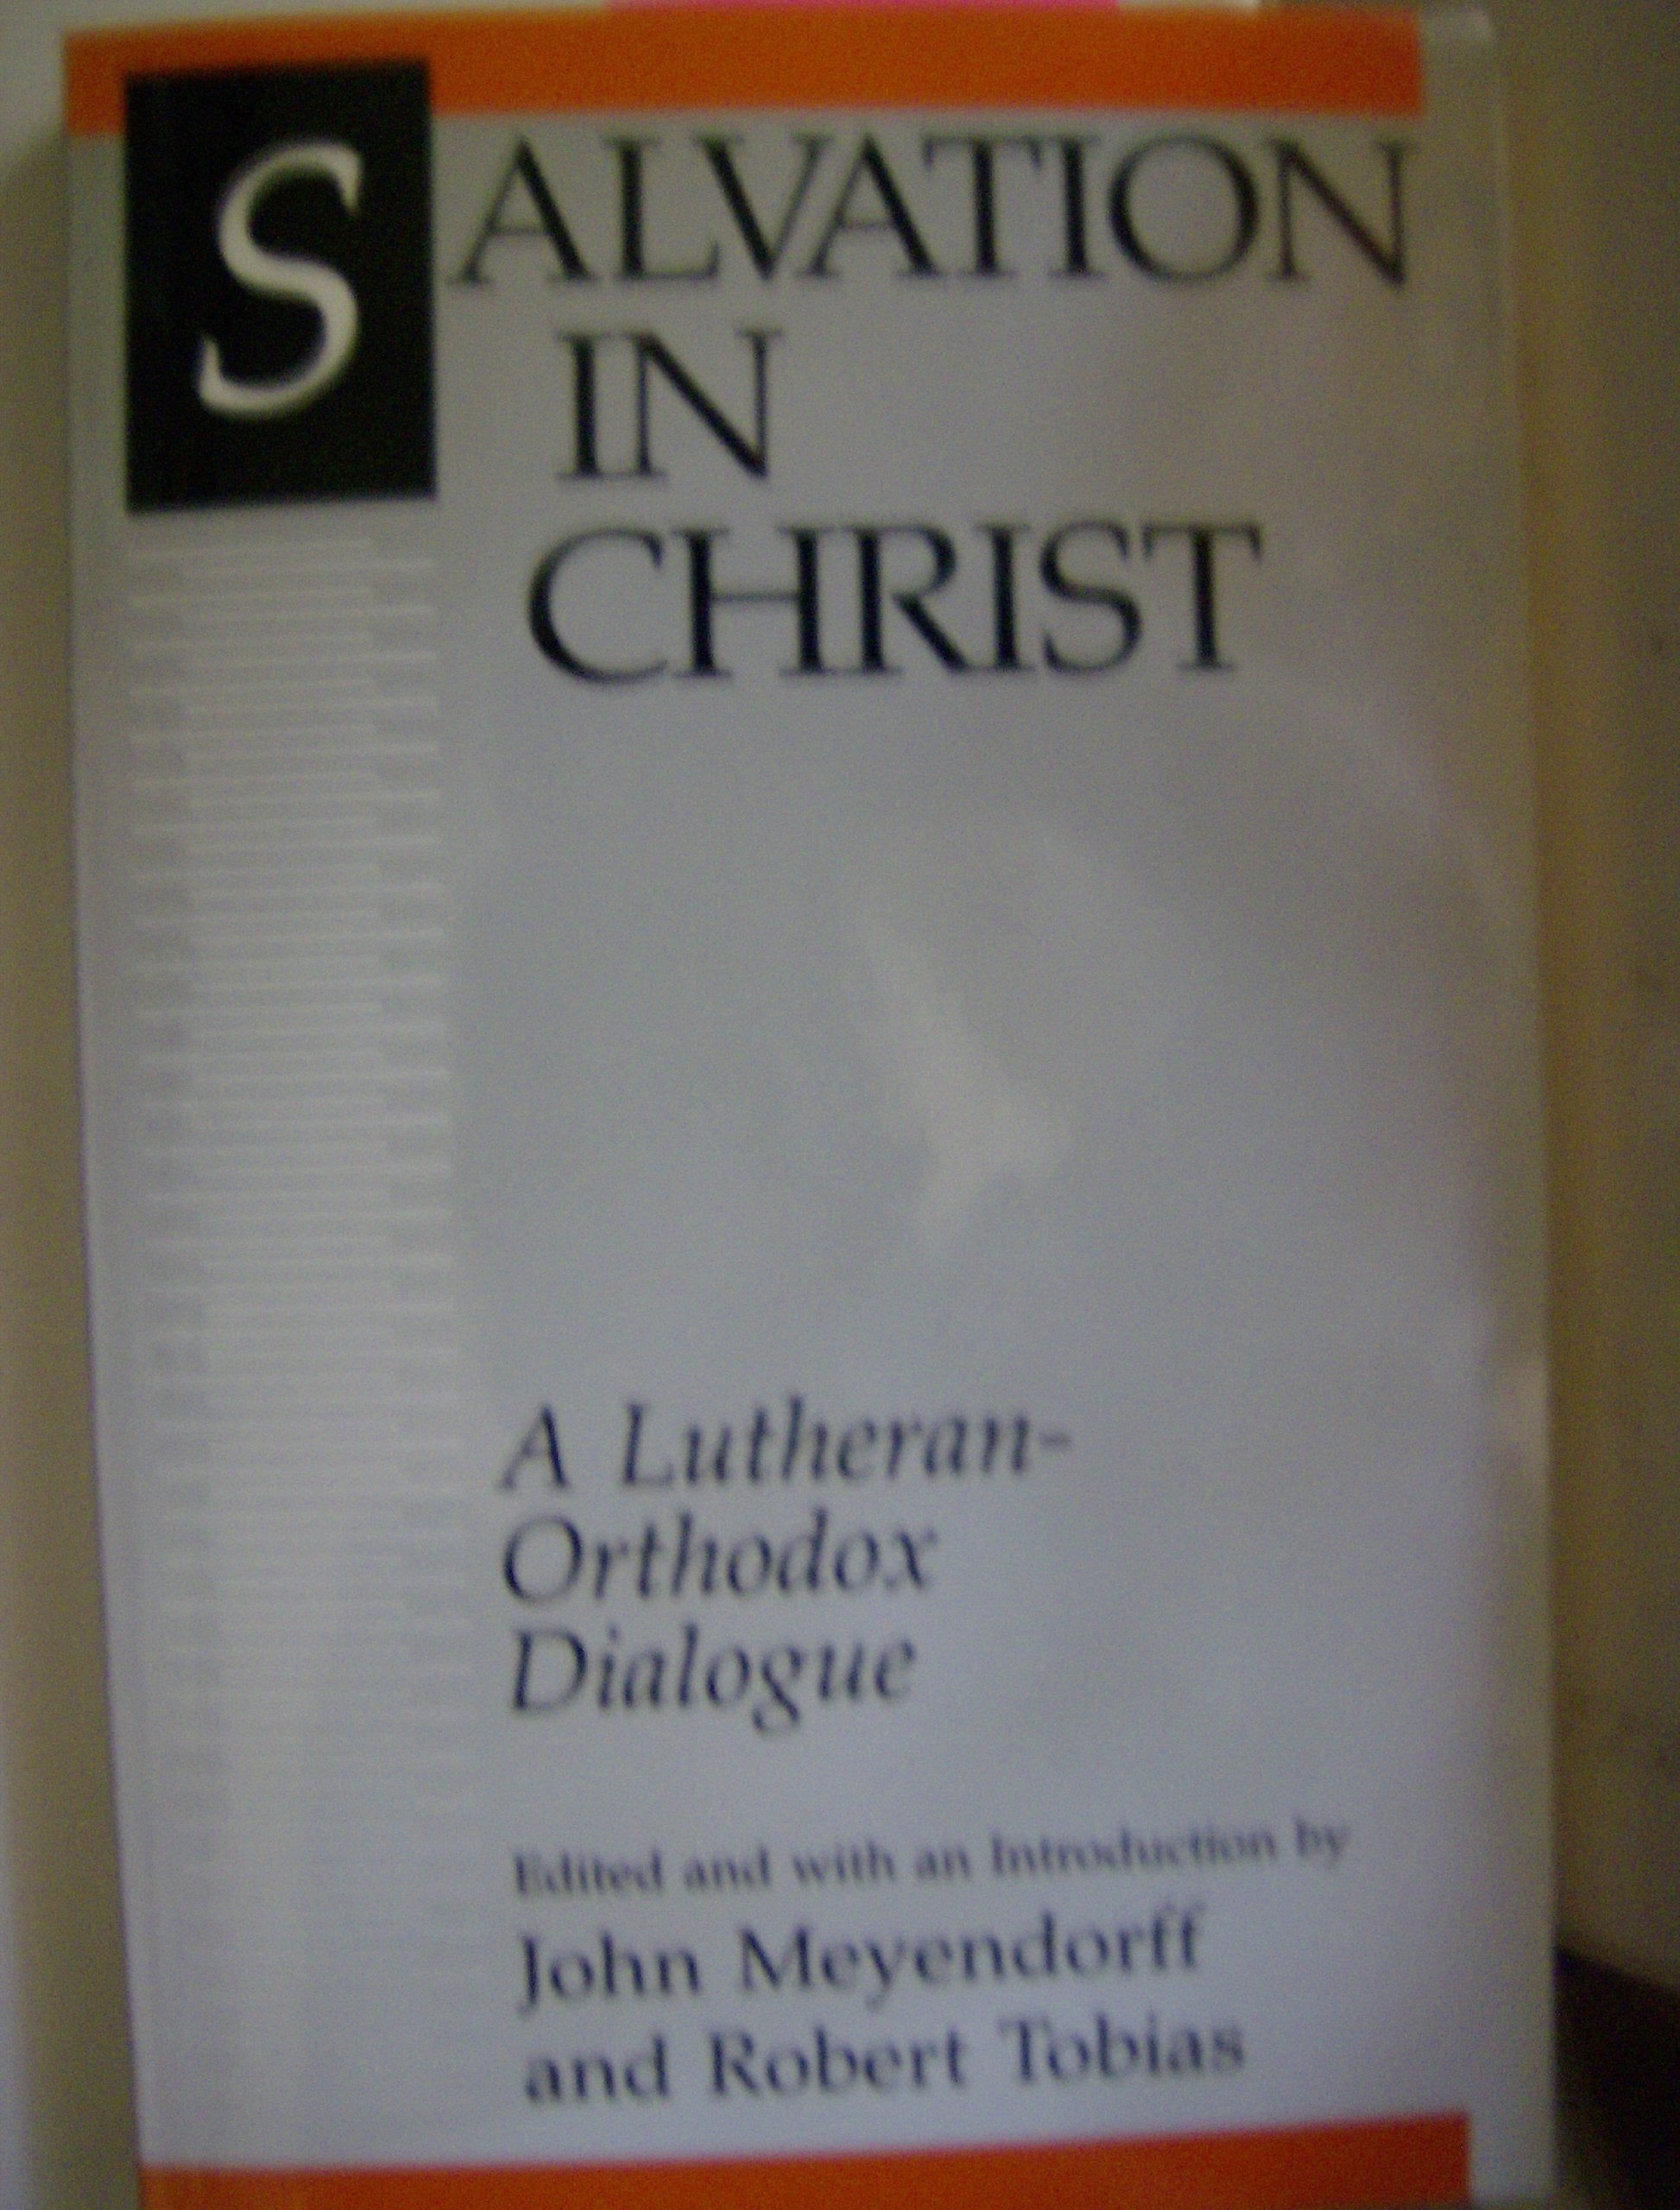 SALVATION
IN
CHRIST
A Lutheran-
Orthodox
Dialogue
Edited and with an Introduction by
John Meyendorff
and Robert Tobias